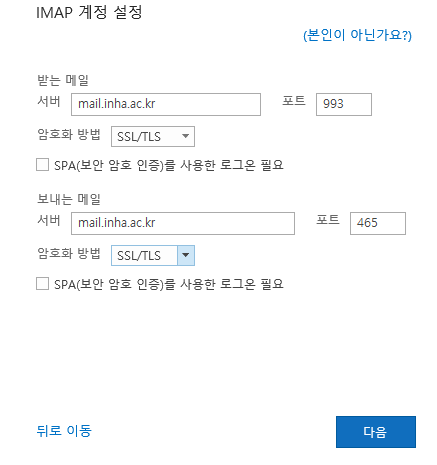 IMAP 계정 설정
(본인이 아닌가요?)
받는 메일
서버 mail.inha.ac.kr 포트 993
암호화 방법 SSL/TLS
SPA(보안 암호 인증)를 사용한 로그온 필요
보내는 메일
서버 mail.inha.ac.kr 포트 465
암호화 방법 SSL/TLS
SPA(보안 암호 인증)를 사용한 로그온 필요
뒤로 이동 다음